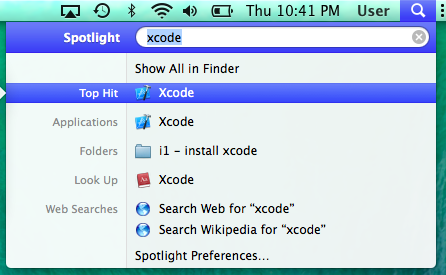 Thu 10:41 PM User
Spotlight xcode
Show All in Finder
Top Hit Xcode
Applications Xcode
Folders i1 - install xcode
Look Up Aa Xcode
Web Searches Search Web for “xcode”
Search Wikipedia for “xcode”
Spotlight Preferences...